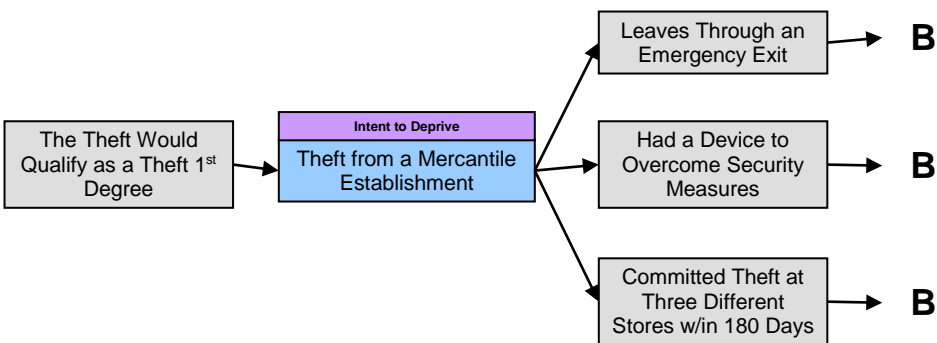 The Theft Would
Qualify as a Theft 1st
Degree
Intent to Deprive
Theft from a Mercantile
Establishment
Leaves Through an
Emergency Exit
B
Had a Device to
Overcome Security
Measures
B
Committed Theft at
Three Different
Stores w/in 180 Days
B